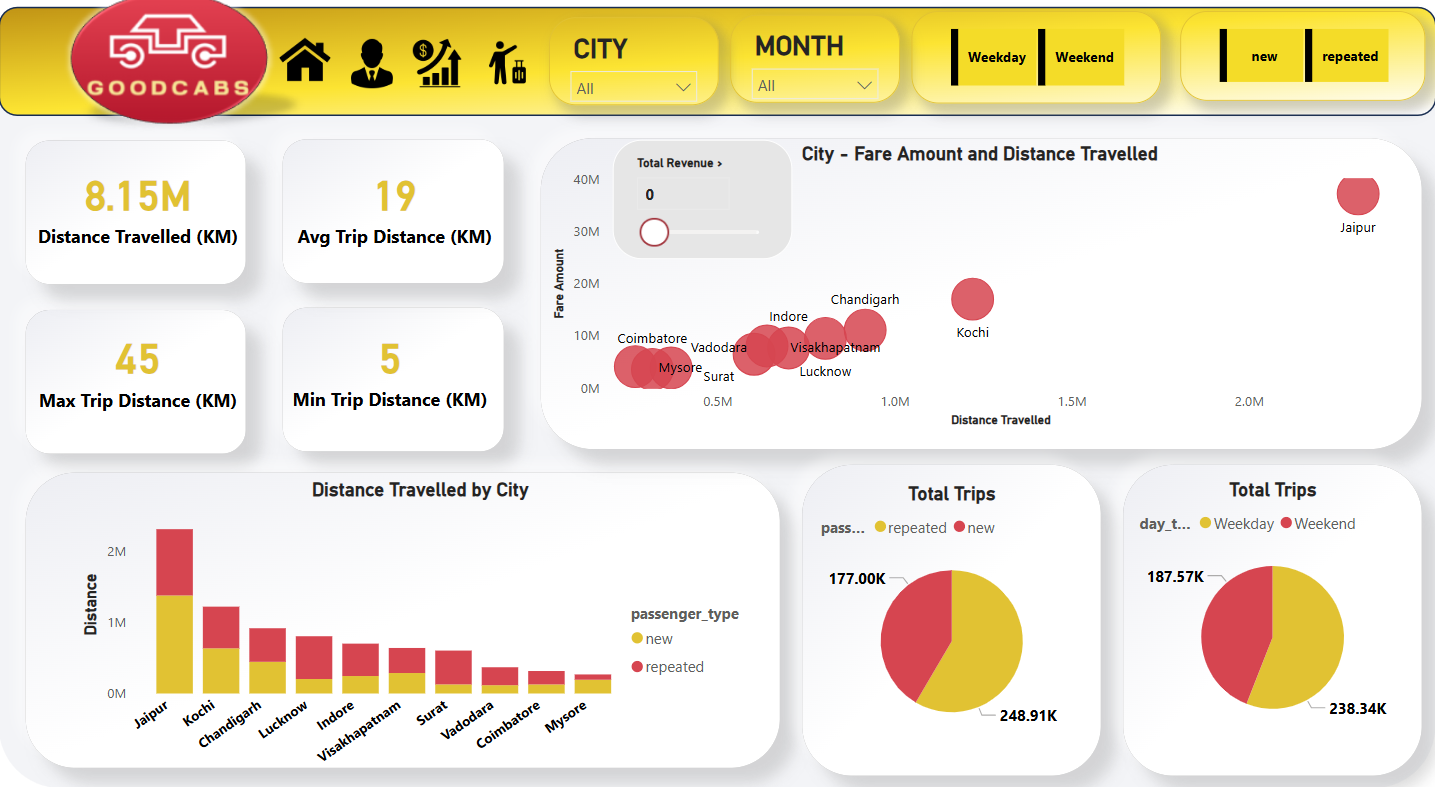 GOODCABS
CITY
All
MONTH
All
Weekday
Weekend
new
repeated
8.15M
Distance Travelled (KM)
19
Avg Trip Distance (KM)
45
Max Trip Distance (KM)
5
Min Trip Distance (KM)
City - Fare Amount and Distance Travelled
Total Revenue >
0
Fare Amount
40M
30M
20M
10M
0M
Jaipur
Kochi
Chandigarh
Indore
Coimbatore
Vadodara
Visakhapatnam
Mysore
Surat
Lucknow
0.5M
1.0M
1.5M
2.0M
Distance Travelled
Distance Travelled by City
Distance
2M
1M
0M
Jaipur
Kochi
Chandigarh
Lucknow
Indore
Visakhapatnam
Surat
Vadodara
Coimbatore
Mysore
passenger_type
new
repeated
Total Trips
pass... repeated new
177.00K
248.91K
Total Trips
day_t... Weekday Weekend
187.57K
238.34K